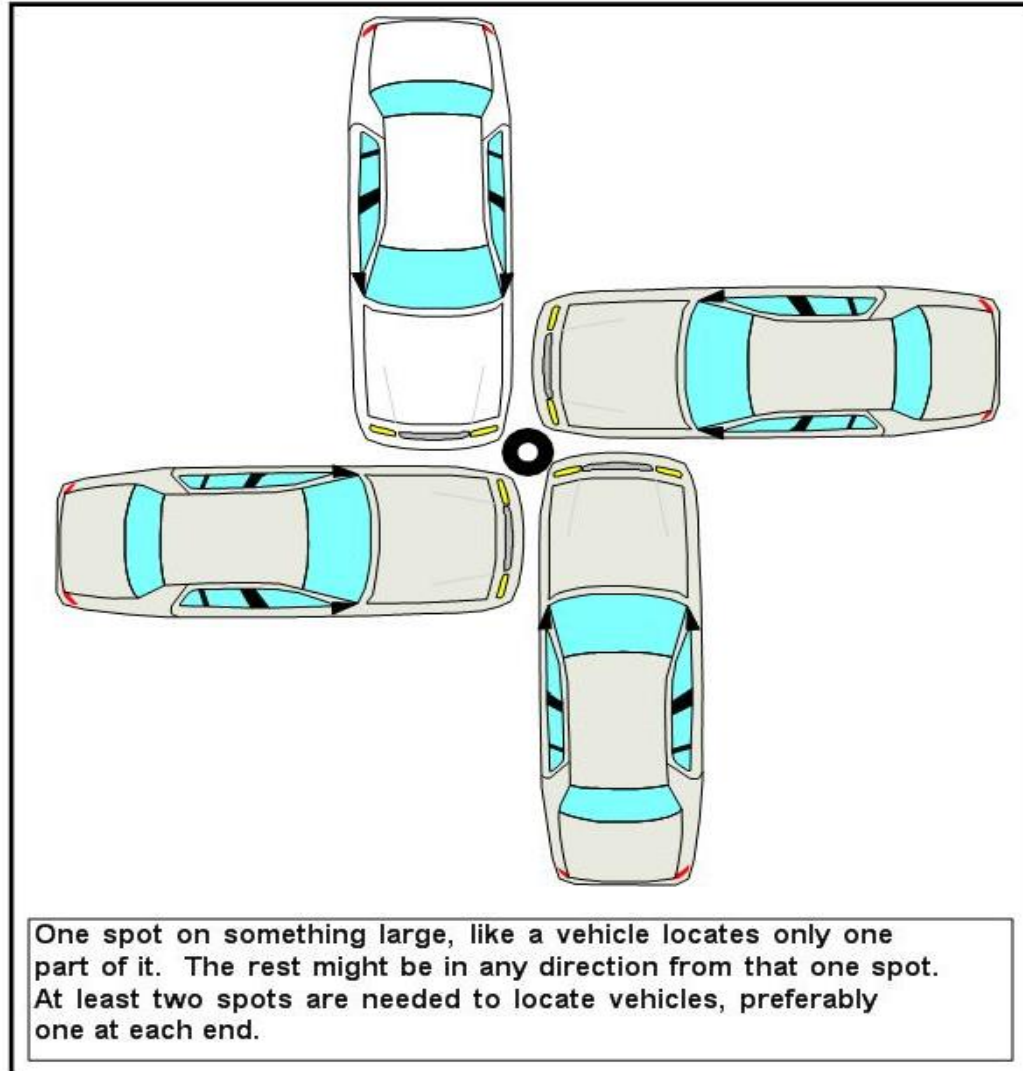 One spot on something large, like a vehicle locates only one
part of it. The rest might be in any direction from that one spot.
At least two spots are needed to locate vehicles, preferably
one at each end.